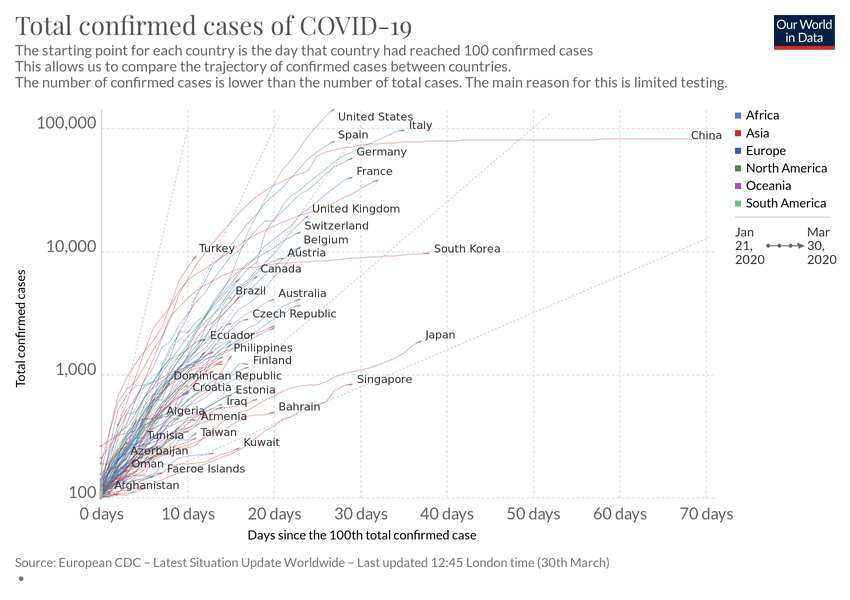 Total confirmed cases of COVID-19
Our World
in Data
The starting point for each country is the day that country had reached 100 confirmed cases
This allows us to compare the trajectory of confirmed cases between countries.
The number of confirmed cases is lower than the number of total cases. The main reason for this is limited testing.
100,000
10,000
1,000
100
Total confirmed cases
United States
Italy
Spain
China
Germany
France
United Kingdom
Switzerland
Belgium
Turkey
South Korea
Austria
Canada
Brazil
Australia
Czech Republic
Ecuador
Japan
Philippines
Finland
Dominican Republic
Singapore
Croatia
Estonia
Iraq
Bahrain
Algeria
Armenia
Tunisia
Taiwan
Kuwait
Azerbaijan
Oman
Faeroe Islands
Afghanistan
0 days
10 days
20 days
30 days
40 days
50 days
60 days
70 days
Days since the 100th total confirmed case
Africa
Asia
Europe
North America
Oceania
South America
Jan
21,
2020
Mar
30,
2020
Source: European CDC – Latest Situation Update Worldwide – Last updated 12:45 London time (30th March)